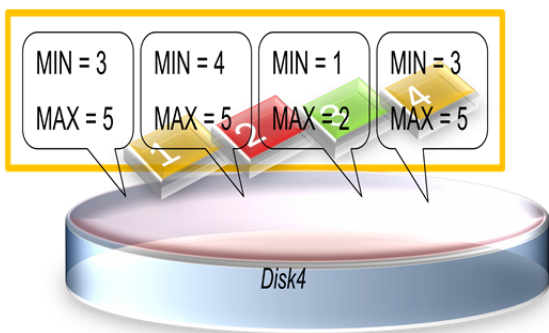 MIN = 3
MAX = 5
MIN = 4
MAX = 5
MIN = 1
MAX = 2
MIN = 3
MAX = 5
1
2
3
4
Disk4